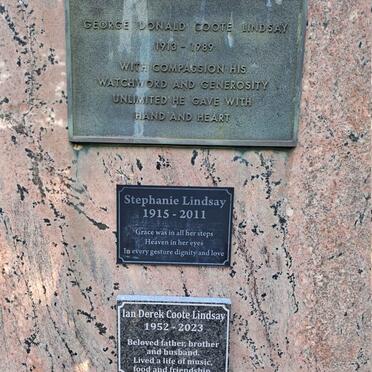 GEORGE DONALD COOTE LINDSAY
1913 - 1989
WITH COMPASSION HIS
WATCHWORD AND GENEROSITY
UNLIMITED HE GAVE WITH
HAND AND HEART
Stephanie Lindsay
1915 - 2011
Grace was in all her steps
Heaven in her eyes
In every gesture dignity and love
Ian Derek Coote Lindsay
1952 - 2023
Beloved father, brother
and husband.
Lived a life of music,
food and friendship